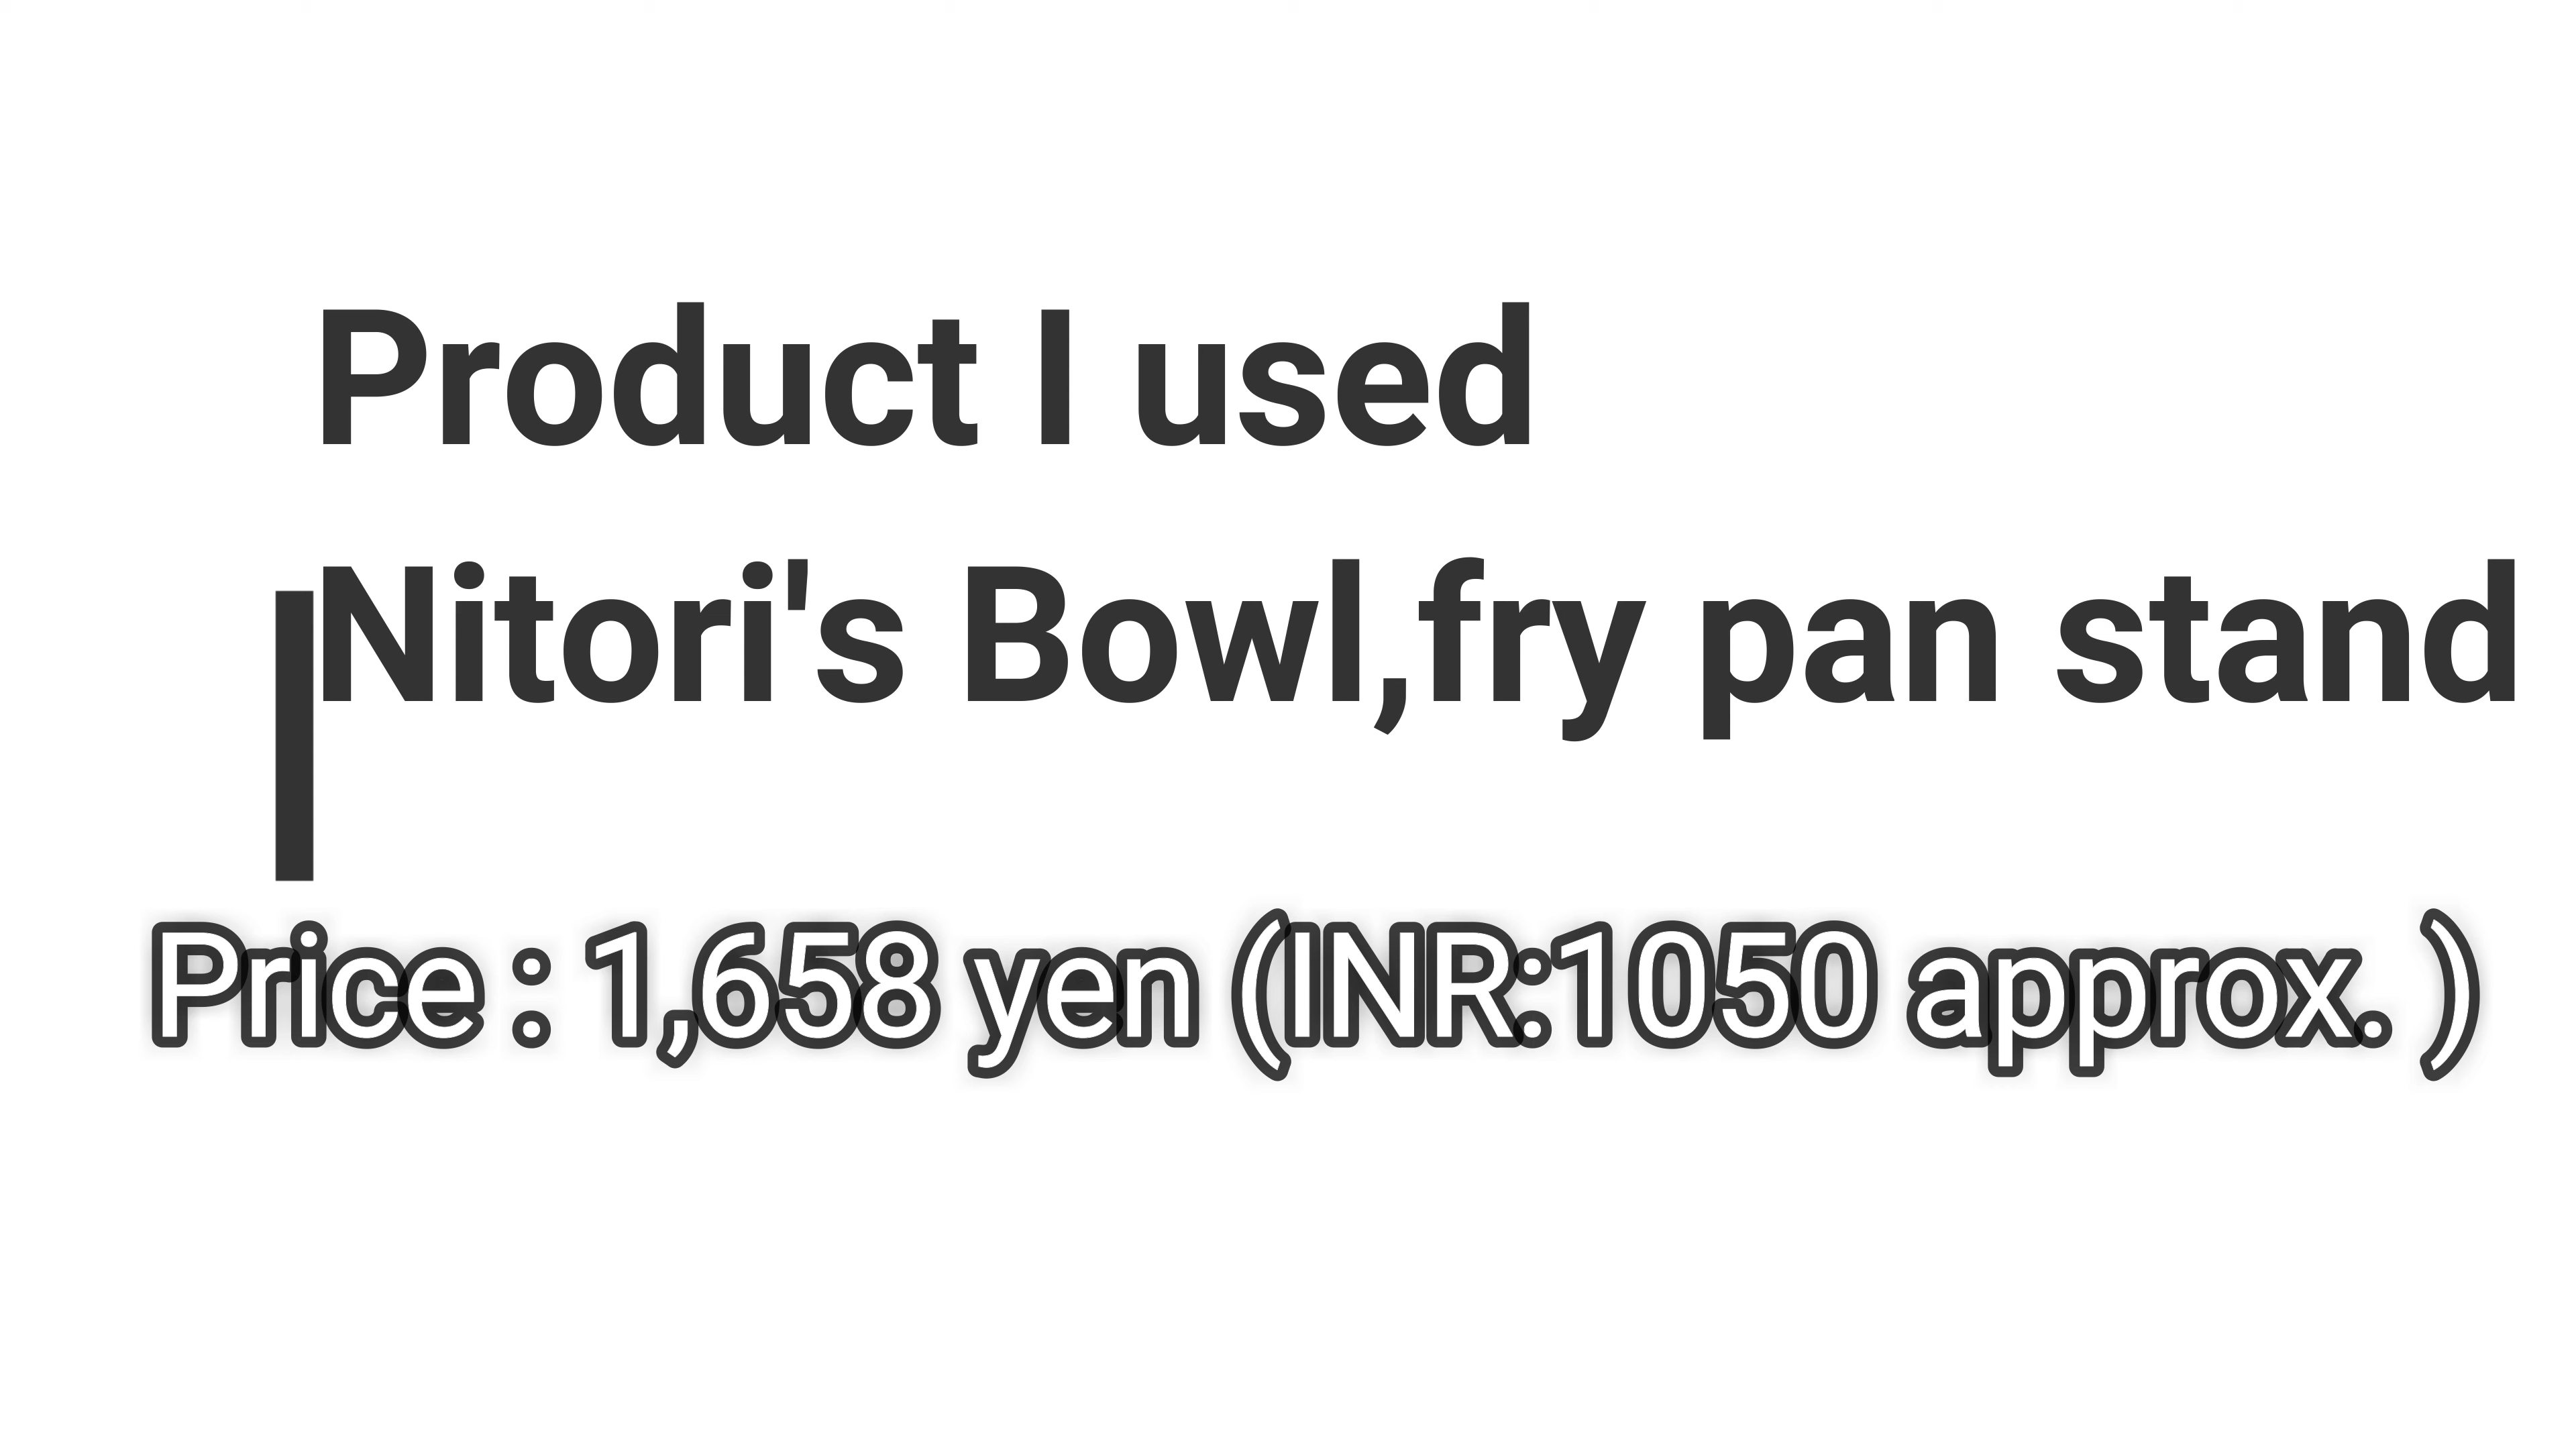 Product I used
Nitori's Bowl,fry pan stand
Price : 1,658 yen (INR:1050 approx. )